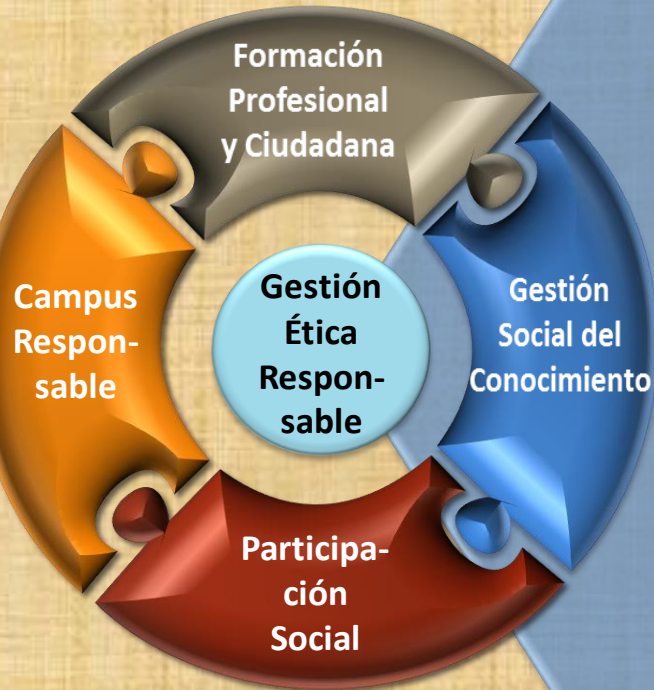 Formación
Profesional
y Ciudadana
Campus
Respon-
sable
Gestión
Ética
Respon-
sable
Gestión
Social del
Conocimiento
Participa-
ción
Social